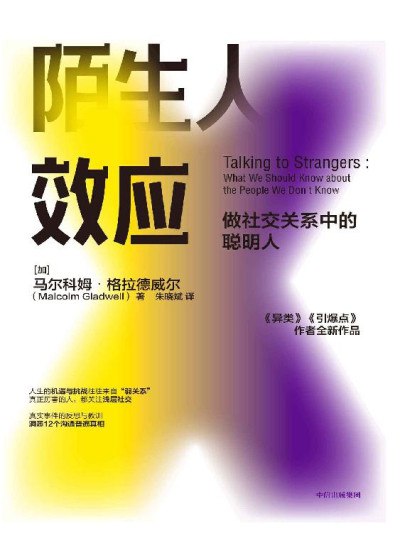 陌生人
效应
Talking to Strangers :
What We Should Know about
the People We Don t Know
做社交关系中的
聪明人
[加]
马尔科姆 · 格拉德威尔
（Malcolm Gladwell）著 朱晓斌 译
《异类》《引爆点》
作者全新作品
人生的机遇与挑战往往来自“弱关系”
真正厉害的人，都关注浅层社交
真实事件的反思与教训
洞悉12个沟通普遍真相
中信出版集团